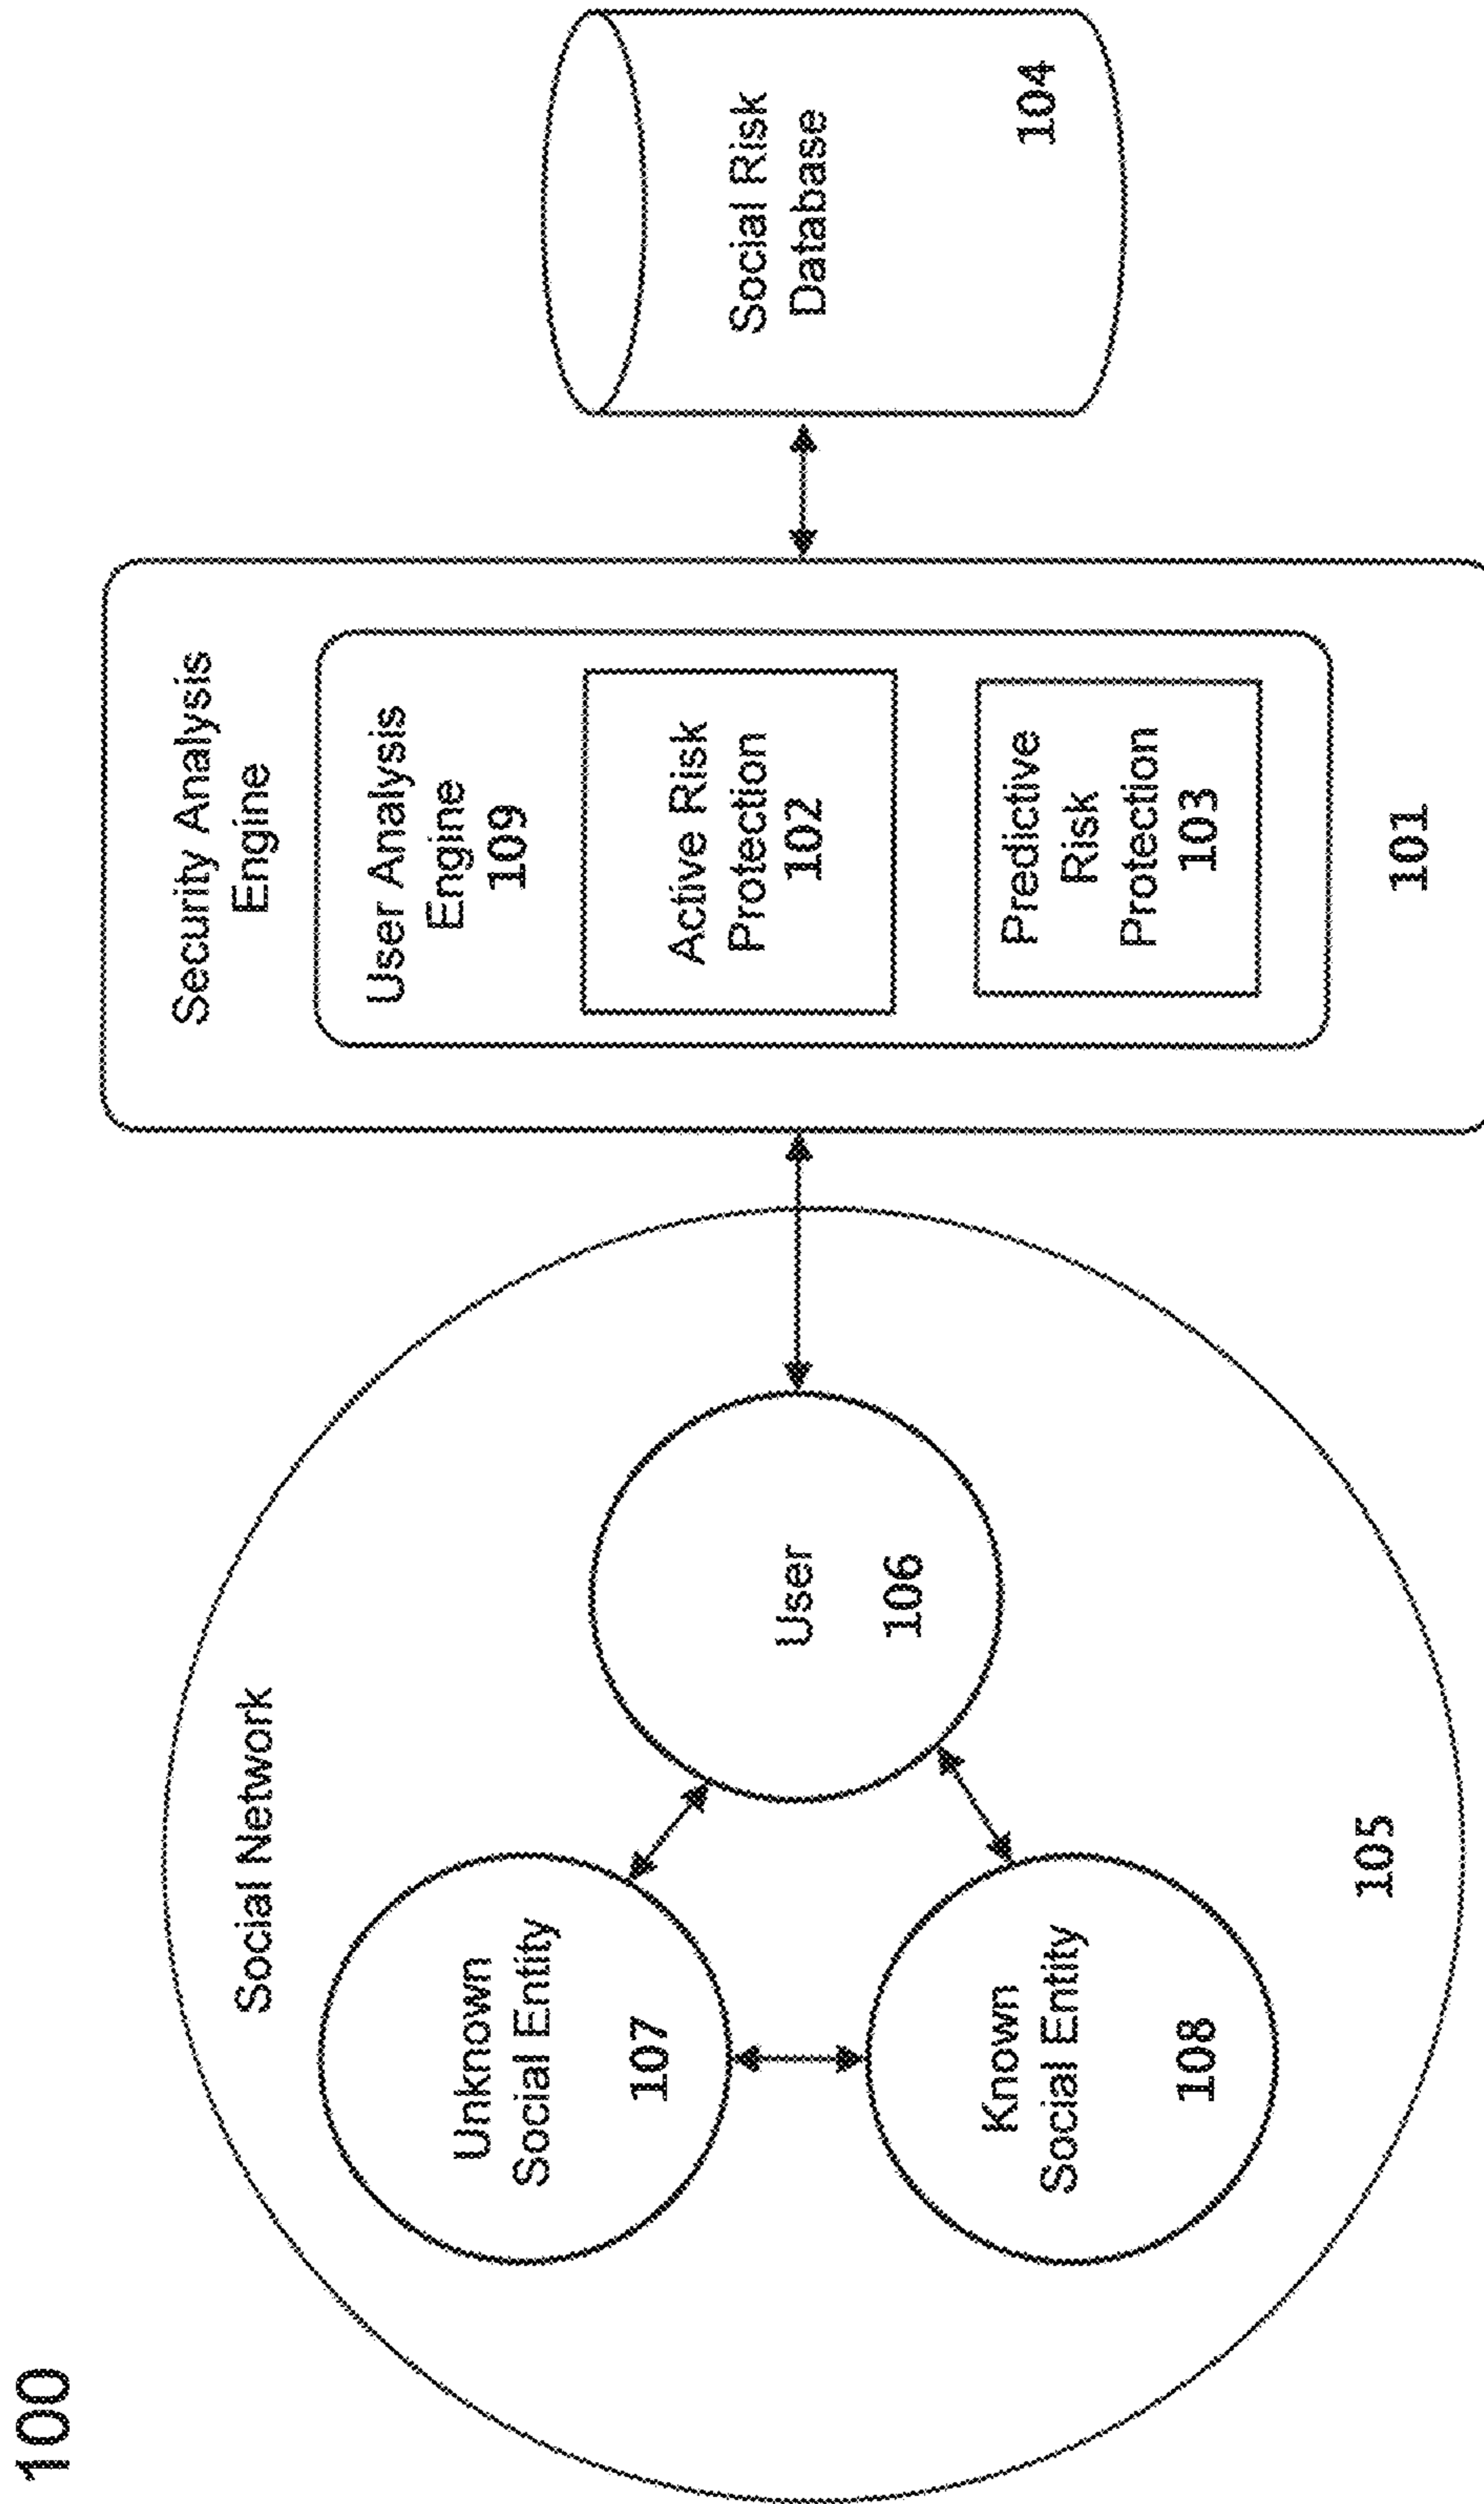 100
Social Network
Unknown
Social Entity
107
Known
Social Entity
108
User
106
105
Security Analysis
Engine
User Analysis
Engine
109
Active Risk
Protection
102
Predictive
Risk
Protection
103
101
Social Risk
Database
104